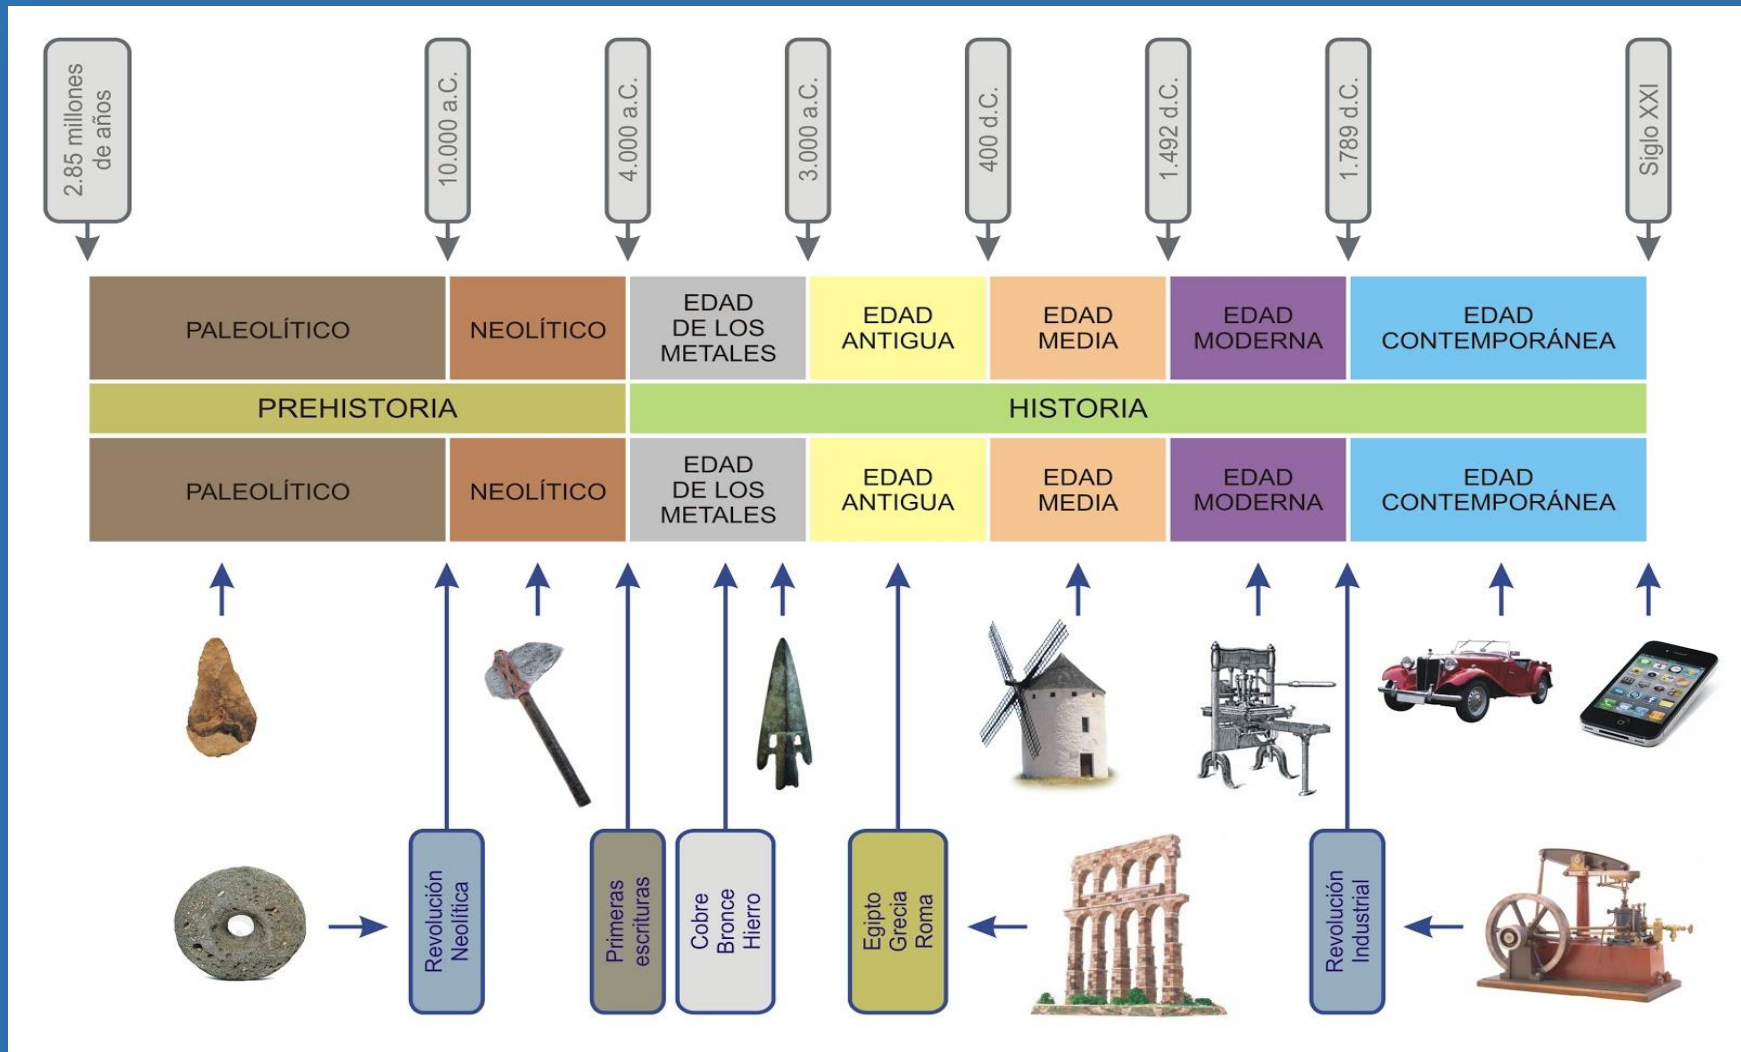 2.85 millones
de años
10.000 a.C.
4.000 a.C.
3.000 a.C.
400 d.C.
1.492 d.C.
1.789 d.C.
Siglo XXI
PALEOLÍTICO
NEOLÍTICO
EDAD
DE LOS
METALES
EDAD
ANTIGUA
EDAD
MEDIA
EDAD
MODERNA
EDAD
CONTEMPORÁNEA
PREHISTORIA
HISTORIA
PALEOLÍTICO
NEOLÍTICO
EDAD
DE LOS
METALES
EDAD
ANTIGUA
EDAD
MEDIA
EDAD
MODERNA
EDAD
CONTEMPORÁNEA
Revolución
Neolítica
Primeras
escrituras
Cobre
Bronce
Hierro
Egipto
Grecia
Roma
Revolución
Industrial